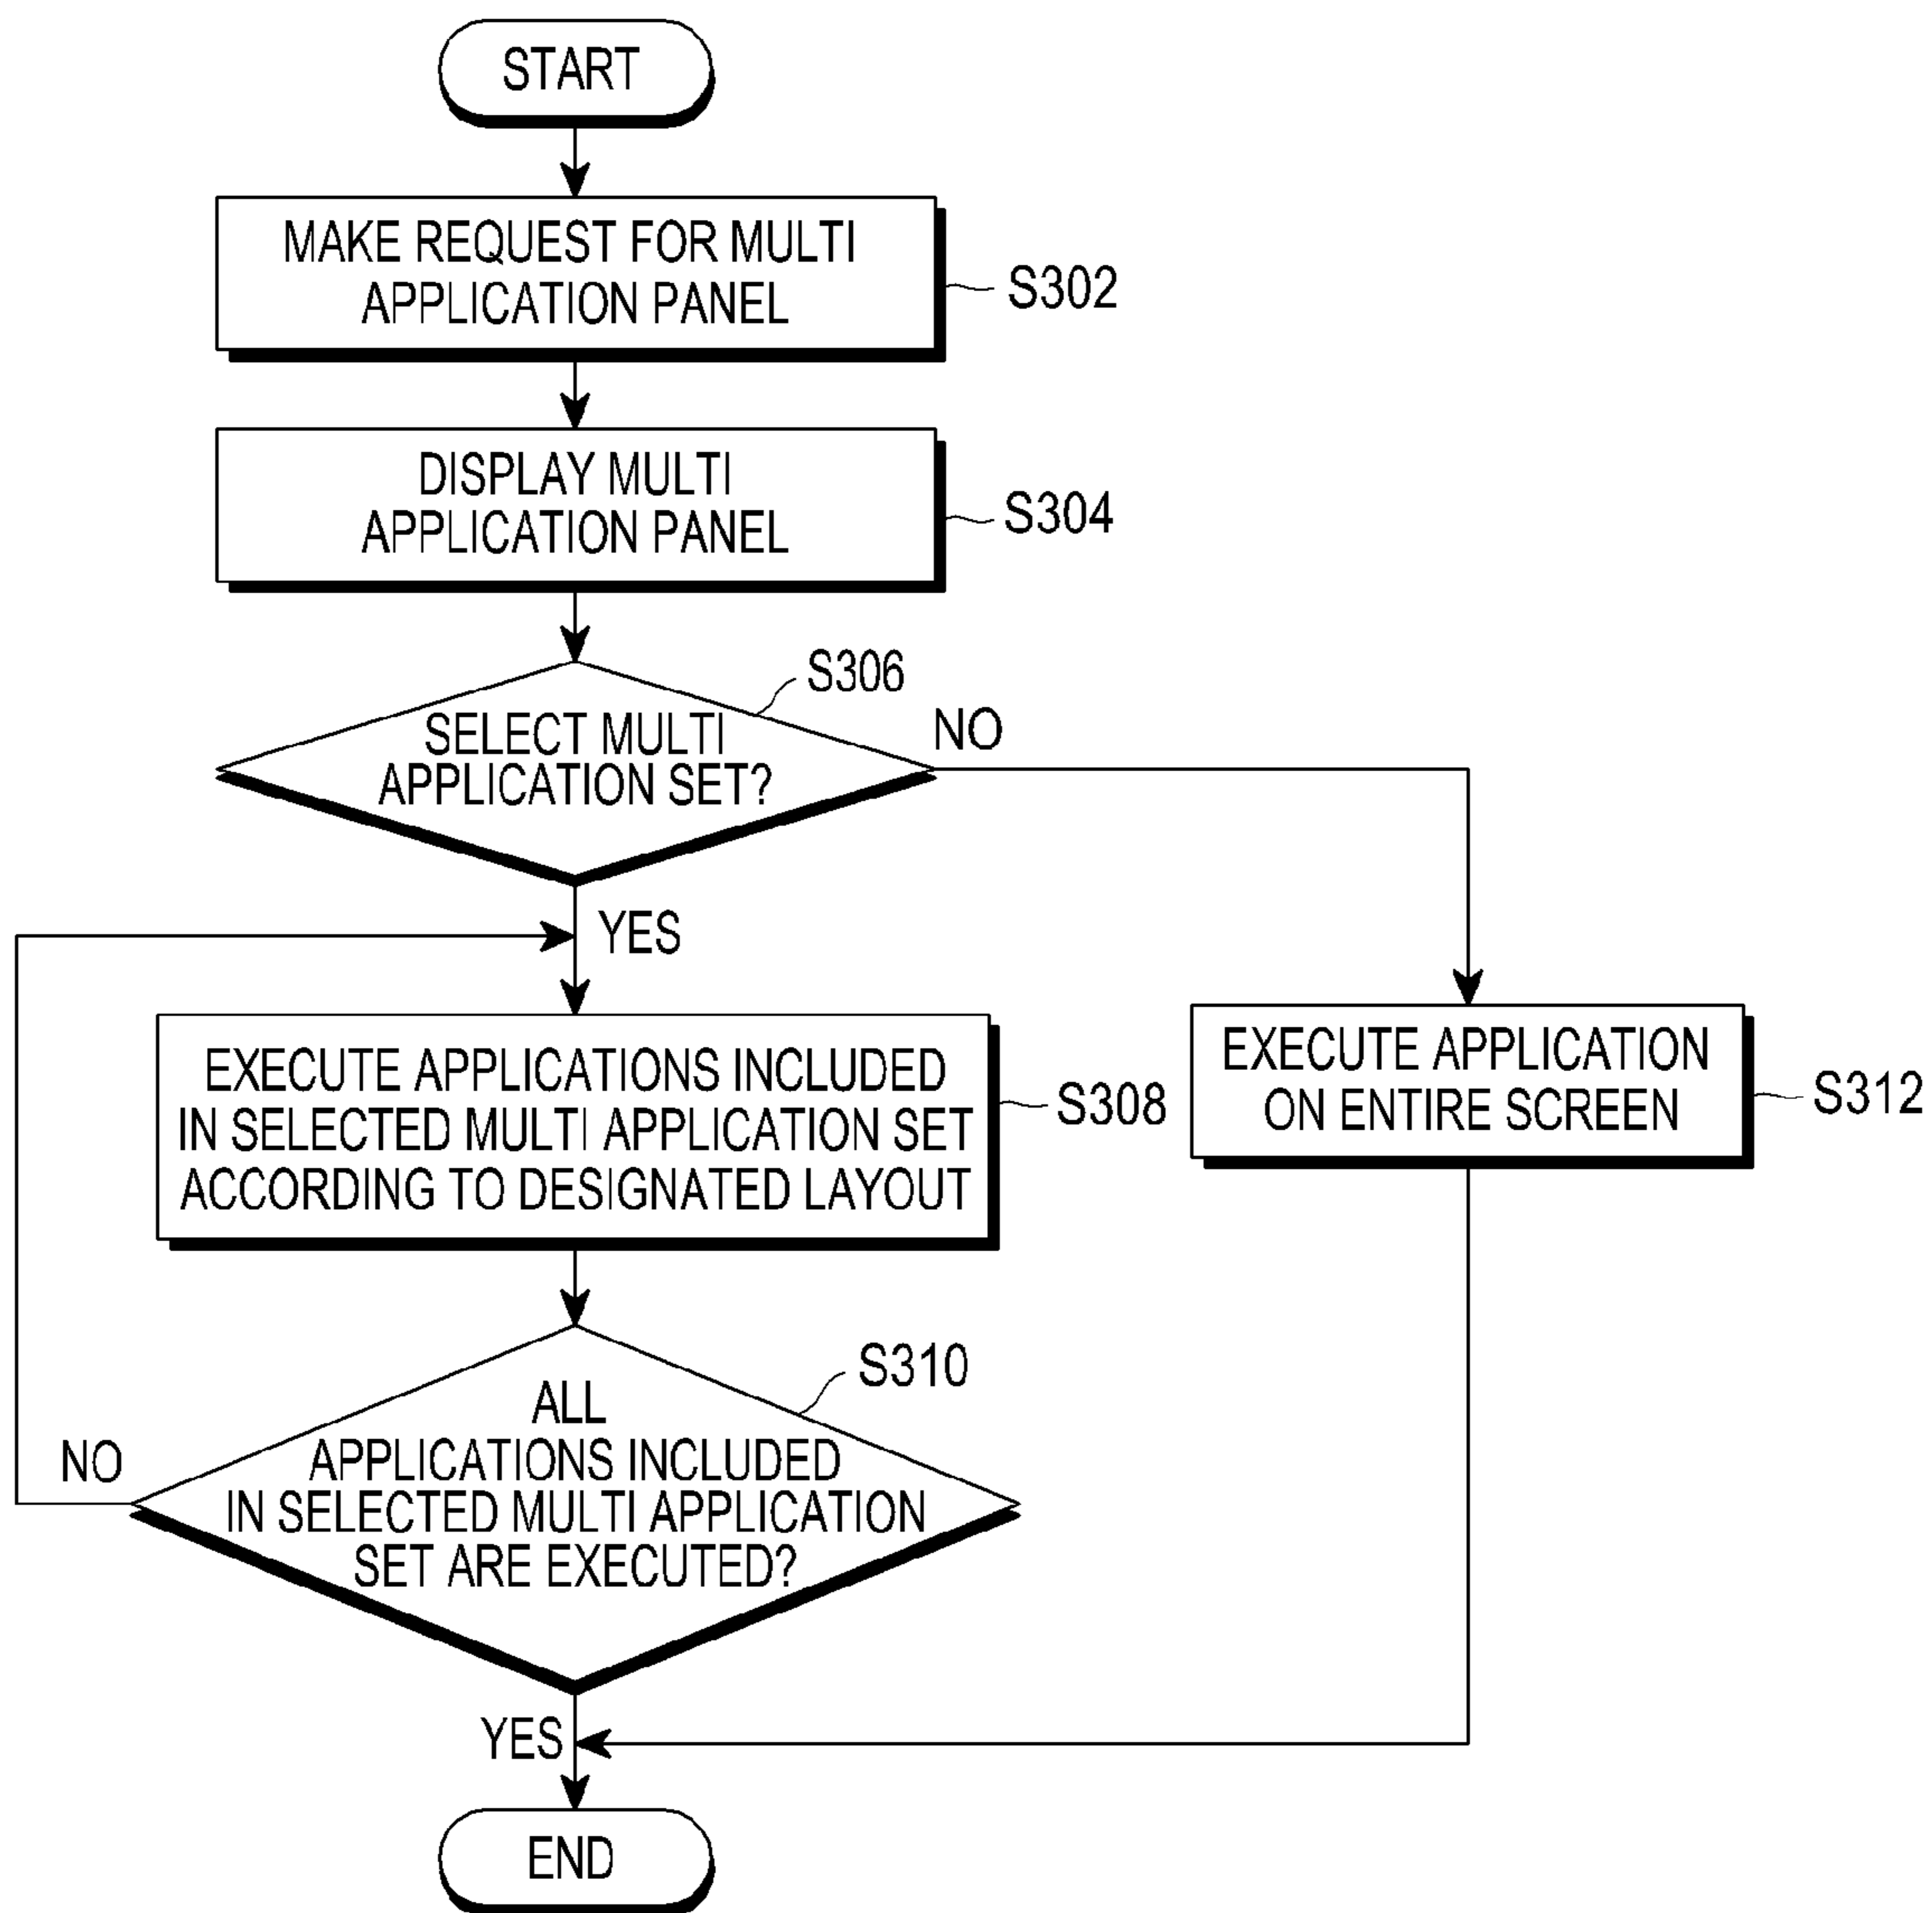 START
MAKE REQUEST FOR MULTI
APPLICATION PANEL
S302
DISPLAY MULTI
APPLICATION PANEL
S304
S306
SELECT MULTI
APPLICATION SET?
NO
YES
EXECUTE APPLICATIONS INCLUDED
IN SELECTED MULTI APPLICATION SET
ACCORDING TO DESIGNATED LAYOUT
S308
EXECUTE APPLICATION
ON ENTIRE SCREEN
S312
S310
ALL
APPLICATIONS INCLUDED
IN SELECTED MULTI APPLICATION
SET ARE EXECUTED?
NO
YES
END